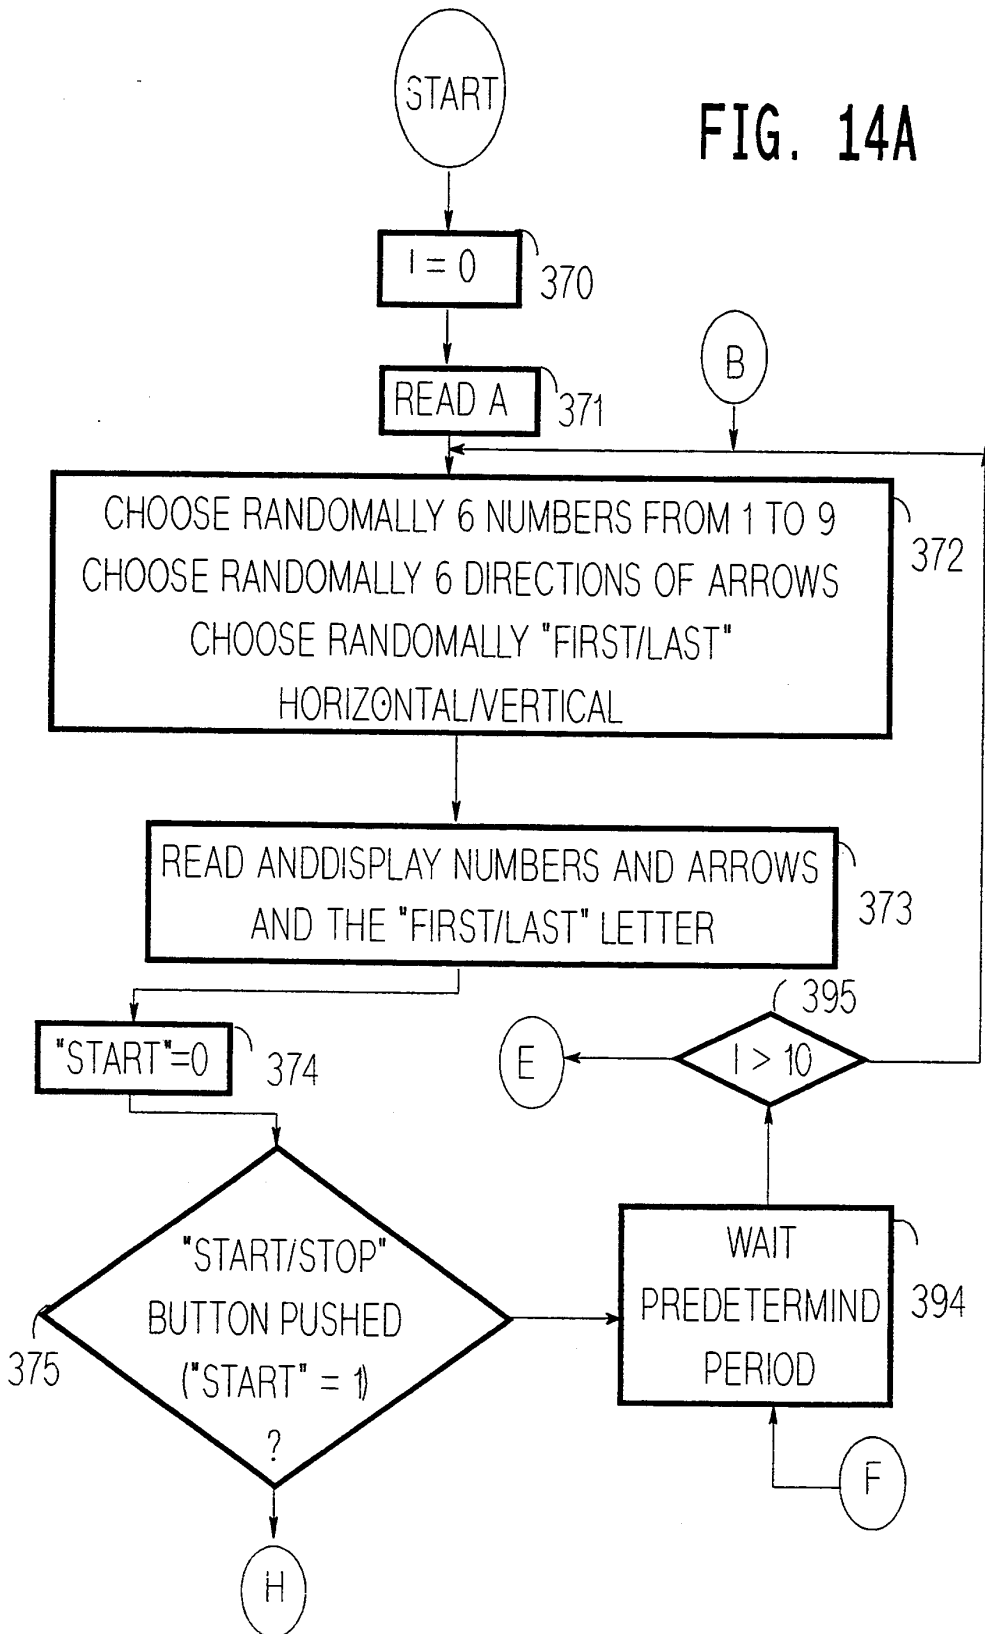 START
FIG. 14A
I = 0
370
B
READ A
371
CHOOSE RANDOMALLY 6 NUMBERS FROM 1 TO 9
CHOOSE RANDOMALLY 6 DIRECTIONS OF ARROWS
CHOOSE RANDOMALLY "FIRST/LAST"
HORIZONTAL/VERTICAL
372
READ ANDDISPLAY NUMBERS AND ARROWS
AND THE "FIRST/LAST" LETTER
373
395
"START"=0
374
E
I > 10
"START/STOP"
BUTTON PUSHED
("START" = 1)
?
375
WAIT
PREDETERMIND
PERIOD
394
F
H